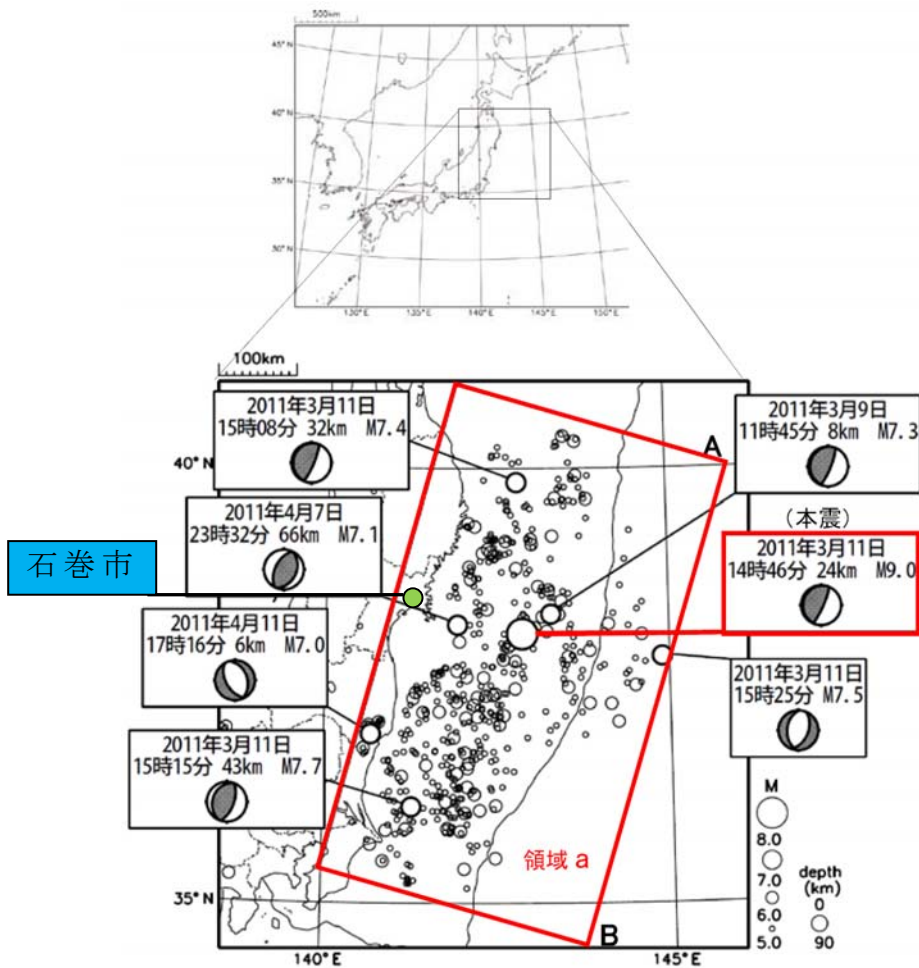 500km
45°N
40°N
35°N
30°N
130°E
135°E
140°E
145°E
150°E
100km
2011年3月11日
15時08分 32km M7.4
2011年3月9日
11時45分 8km M7.3
A
40°N
2011年4月7日
23時32分 66km M7.1
(本震)
2011年3月11日
14時46分 24km M9.0
石巻市
2011年4月11日
17時16分 6km M7.0
2011年3月11日
15時25分 M7.5
2011年3月11日
15時15分 43km M7.7
領域a
M
8.0
7.0
6.0
5.0
depth
(km)
0
90
35°N
B
140°E
145°E